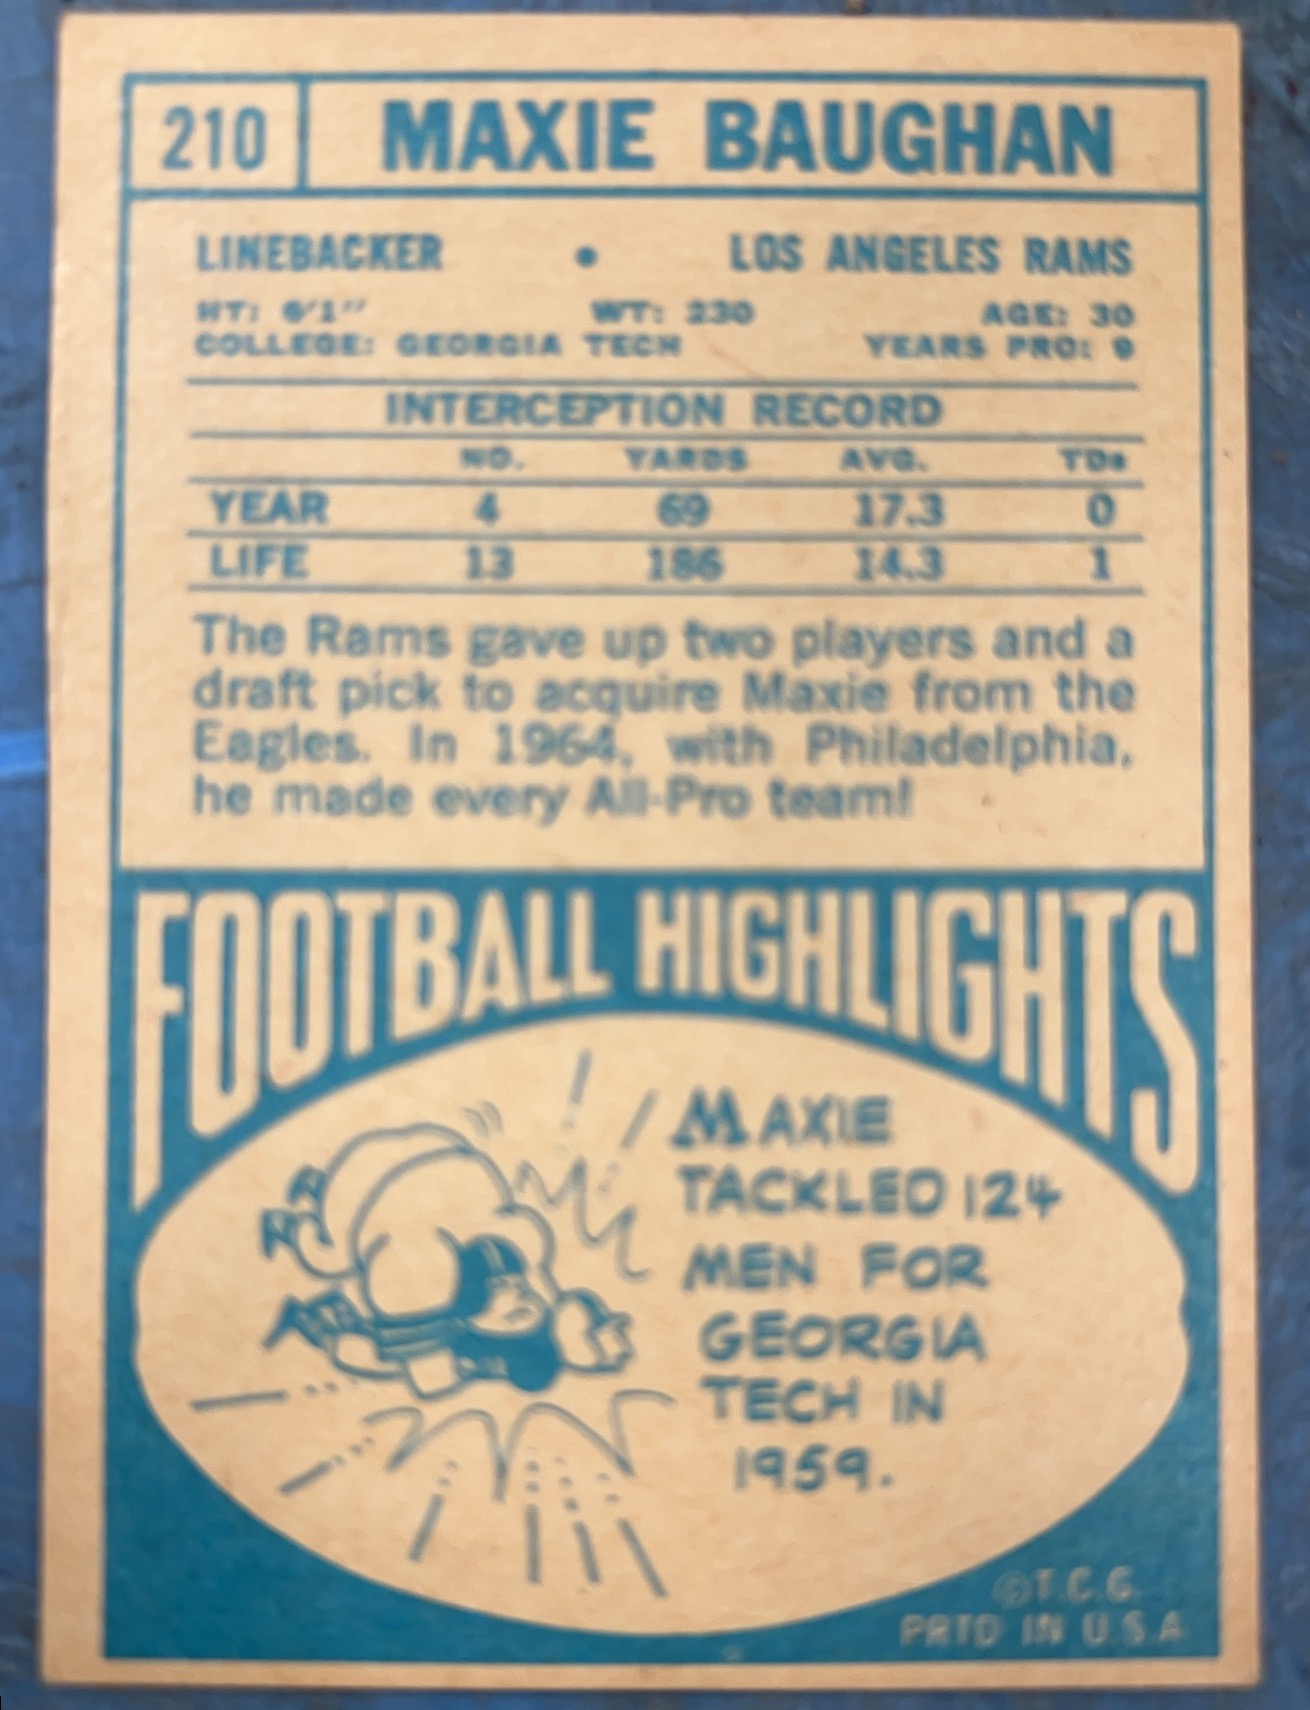 210 MAXIE BAUGHAN
LINEBACKER • LOS ANGELES RAMS
HT: 6'1" WT: 230 AGE: 30
COLLEGE: GEORGIA TECH YEARS PRO: 9
INTERCEPTION RECORD
NO. YARDS AVG. TDs
YEAR 4 69 17.3 0
LIFE 13 186 14.3 1
The Rams gave up two players and a
draft pick to acquire Maxie from the
Eagles. In 1964, with Philadelphia,
he made every All-Pro team!
FOOTBALL HIGHLIGHTS
MAXIE
TACKLED 124
MEN FOR
GEORGIA
TECH IN
1959.
©T.C.G.
PRTD IN U.S.A